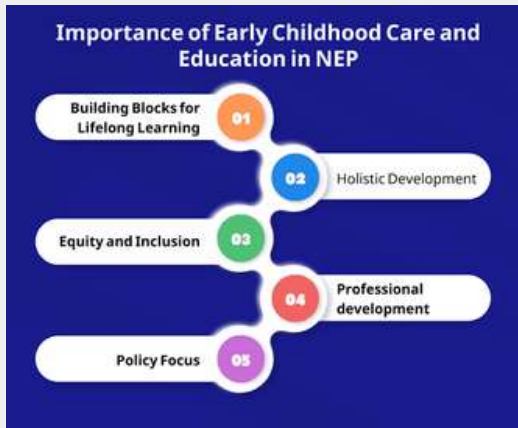 Importance of Early Childhood Care and
Education in NEP
Building Blocks for
Lifelong Learning
01
02
Holistic Development
Equity and Inclusion
03
04
Professional
development
Policy Focus
05